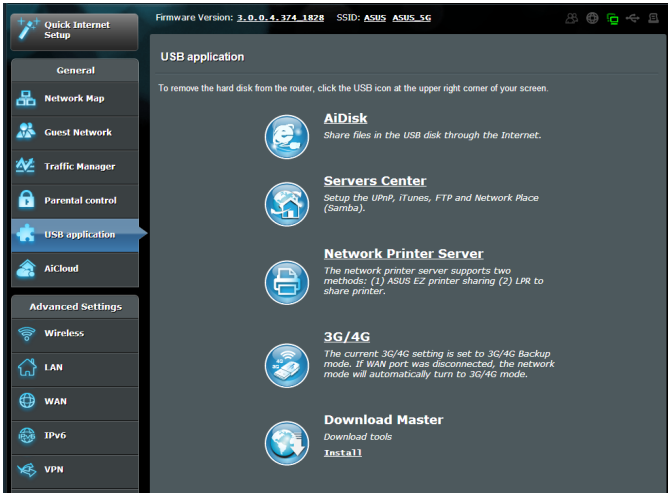 Quick Internet
Setup
Firmware Version: 3.0.0.4.374_1828 SSID: ASUS ASUS_5G
General
Network Map
Guest Network
Traffic Manager
Parental control
USB application
AiCloud
Advanced Settings
Wireless
LAN
WAN
IPv6
VPN
USB application
To remove the hard disk from the router, click the USB icon at the upper right corner of your screen.
AiDisk
Share files in the USB disk through the Internet.
Servers Center
Setup the UPnP, iTunes, FTP and Network Place
(Samba).
Network Printer Server
The network printer server supports two
methods: (1) ASUS EZ printer sharing (2) LPR to
share printer.
3G/4G
The current 3G/4G setting is set to 3G/4G Backup
mode. If WAN port was disconnected, the network
mode will automatically turn to 3G/4G mode.
Download Master
Download tools
Install